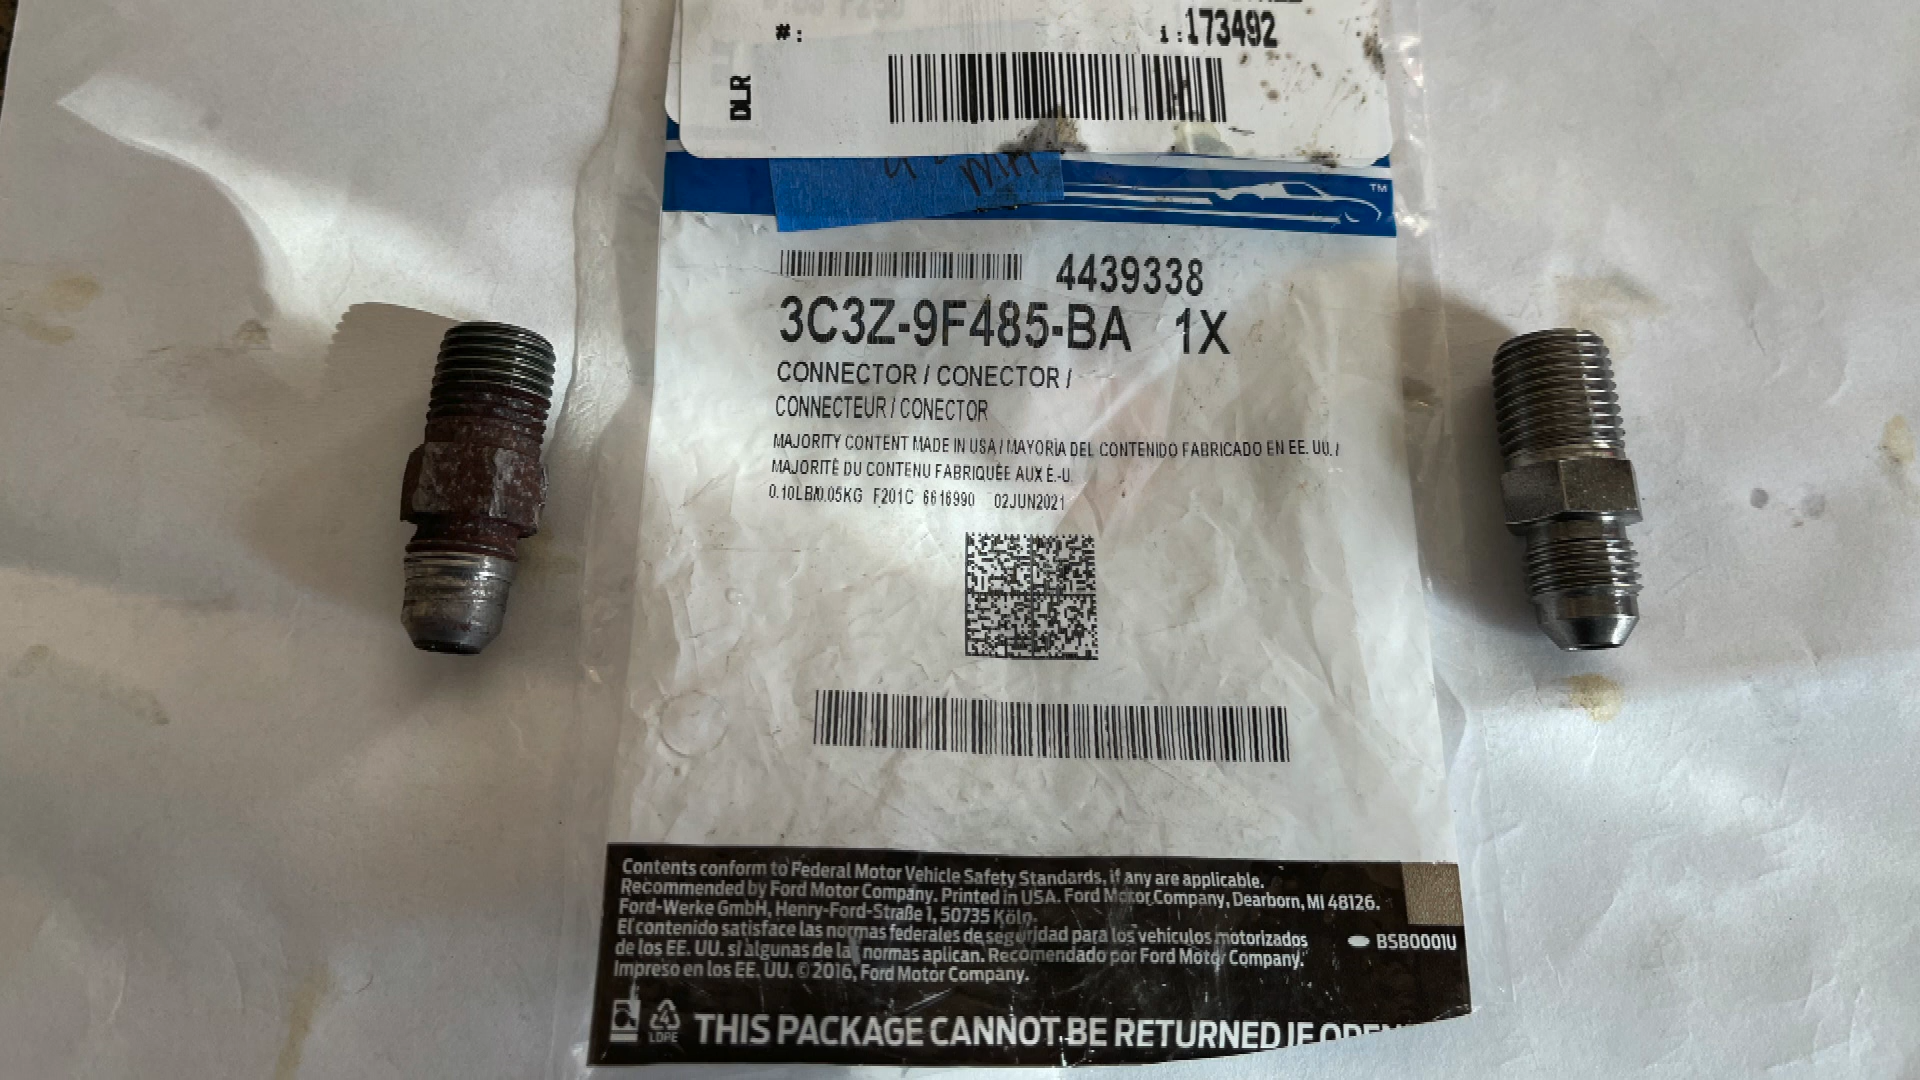 #:
i:173492
DLR
TM
4439338
3C3Z-9F485-BA 1X
CONNECTOR / CONECTOR /
CONNECTEUR / CONECTOR
MAJORITY CONTENT MADE IN USA / MAYORÍA DEL CONTENIDO FABRICADO EN EE. UU. /
MAJORITÉ DU CONTENU FABRIQUÉE AUX É.-U.
0.10LB/0.05KG F201C 6616990 02JUN2021
Contents conform to Federal Motor Vehicle Safety Standards, if any are applicable.
Recommended by Ford Motor Company. Printed in USA. Ford Motor Company, Dearborn, MI 48126.
Ford-Werke GmbH, Henry-Ford-Straße 1, 50735 Köln.
El contenido satisface las normas federales de seguridad para los vehículos motorizados
de los EE. UU. si algunas de las normas aplican. Recomendado por Ford Motor Company.
Impreso en los EE. UU. © 2016, Ford Motor Company.
BSB0001U
4
LDPE
THIS PACKAGE CANNOT BE RETURNED IF